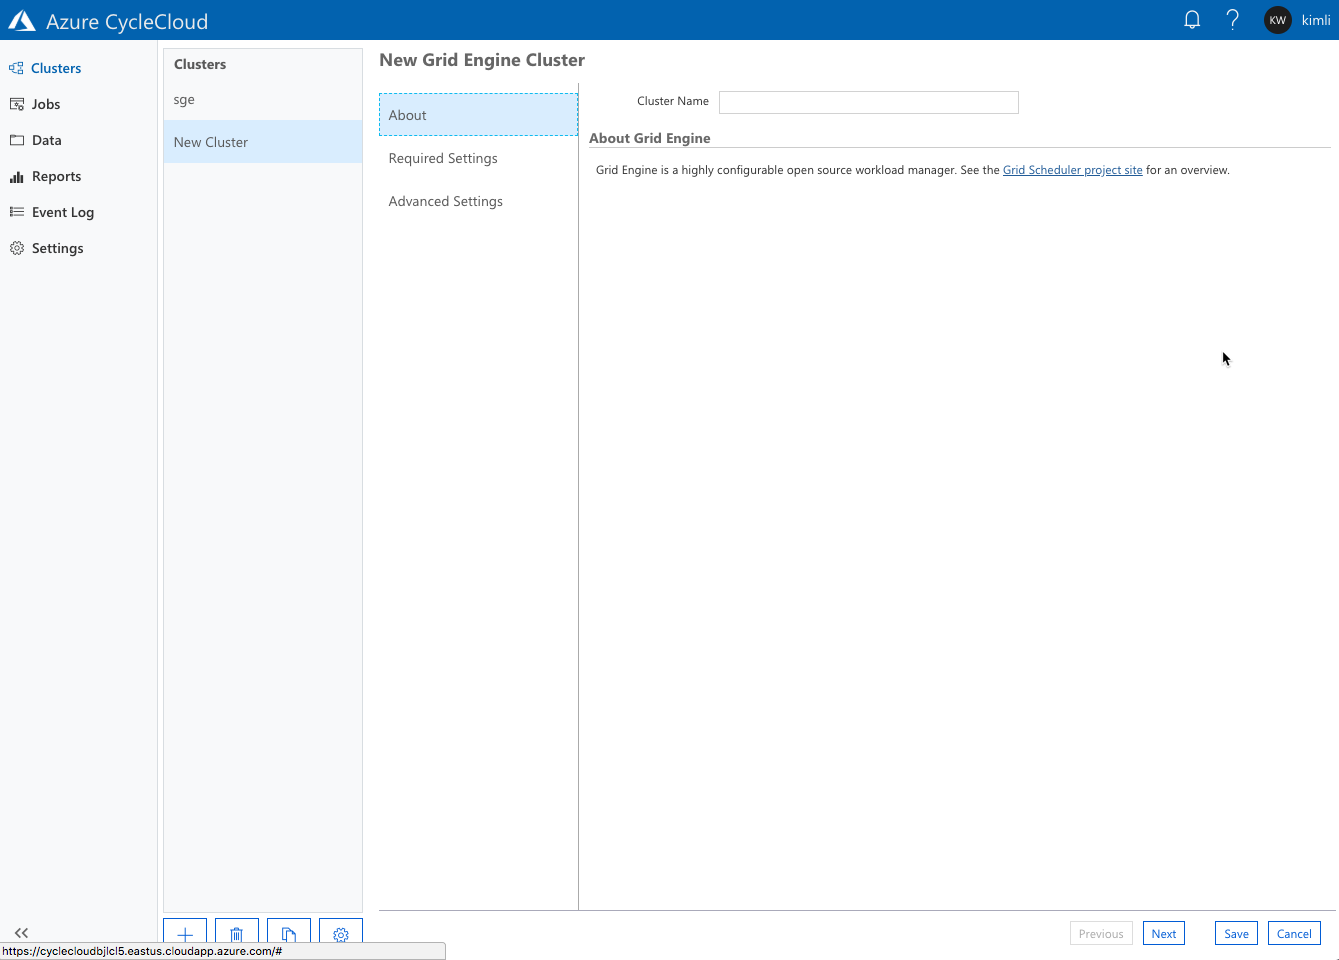 Azure CycleCloud
KW
kimli
Clusters
Jobs
Data
Reports
Event Log
Settings
Clusters
sge
New Cluster
New Grid Engine Cluster
About
Required Settings
Advanced Settings
Cluster Name
About Grid Engine
Grid Engine is a highly configurable open source workload manager. See the Grid Scheduler project site for an overview.
Previous
Next
Save
Cancel
https://cyclecloudbjlcl5.eastus.cloudapp.azure.com/#